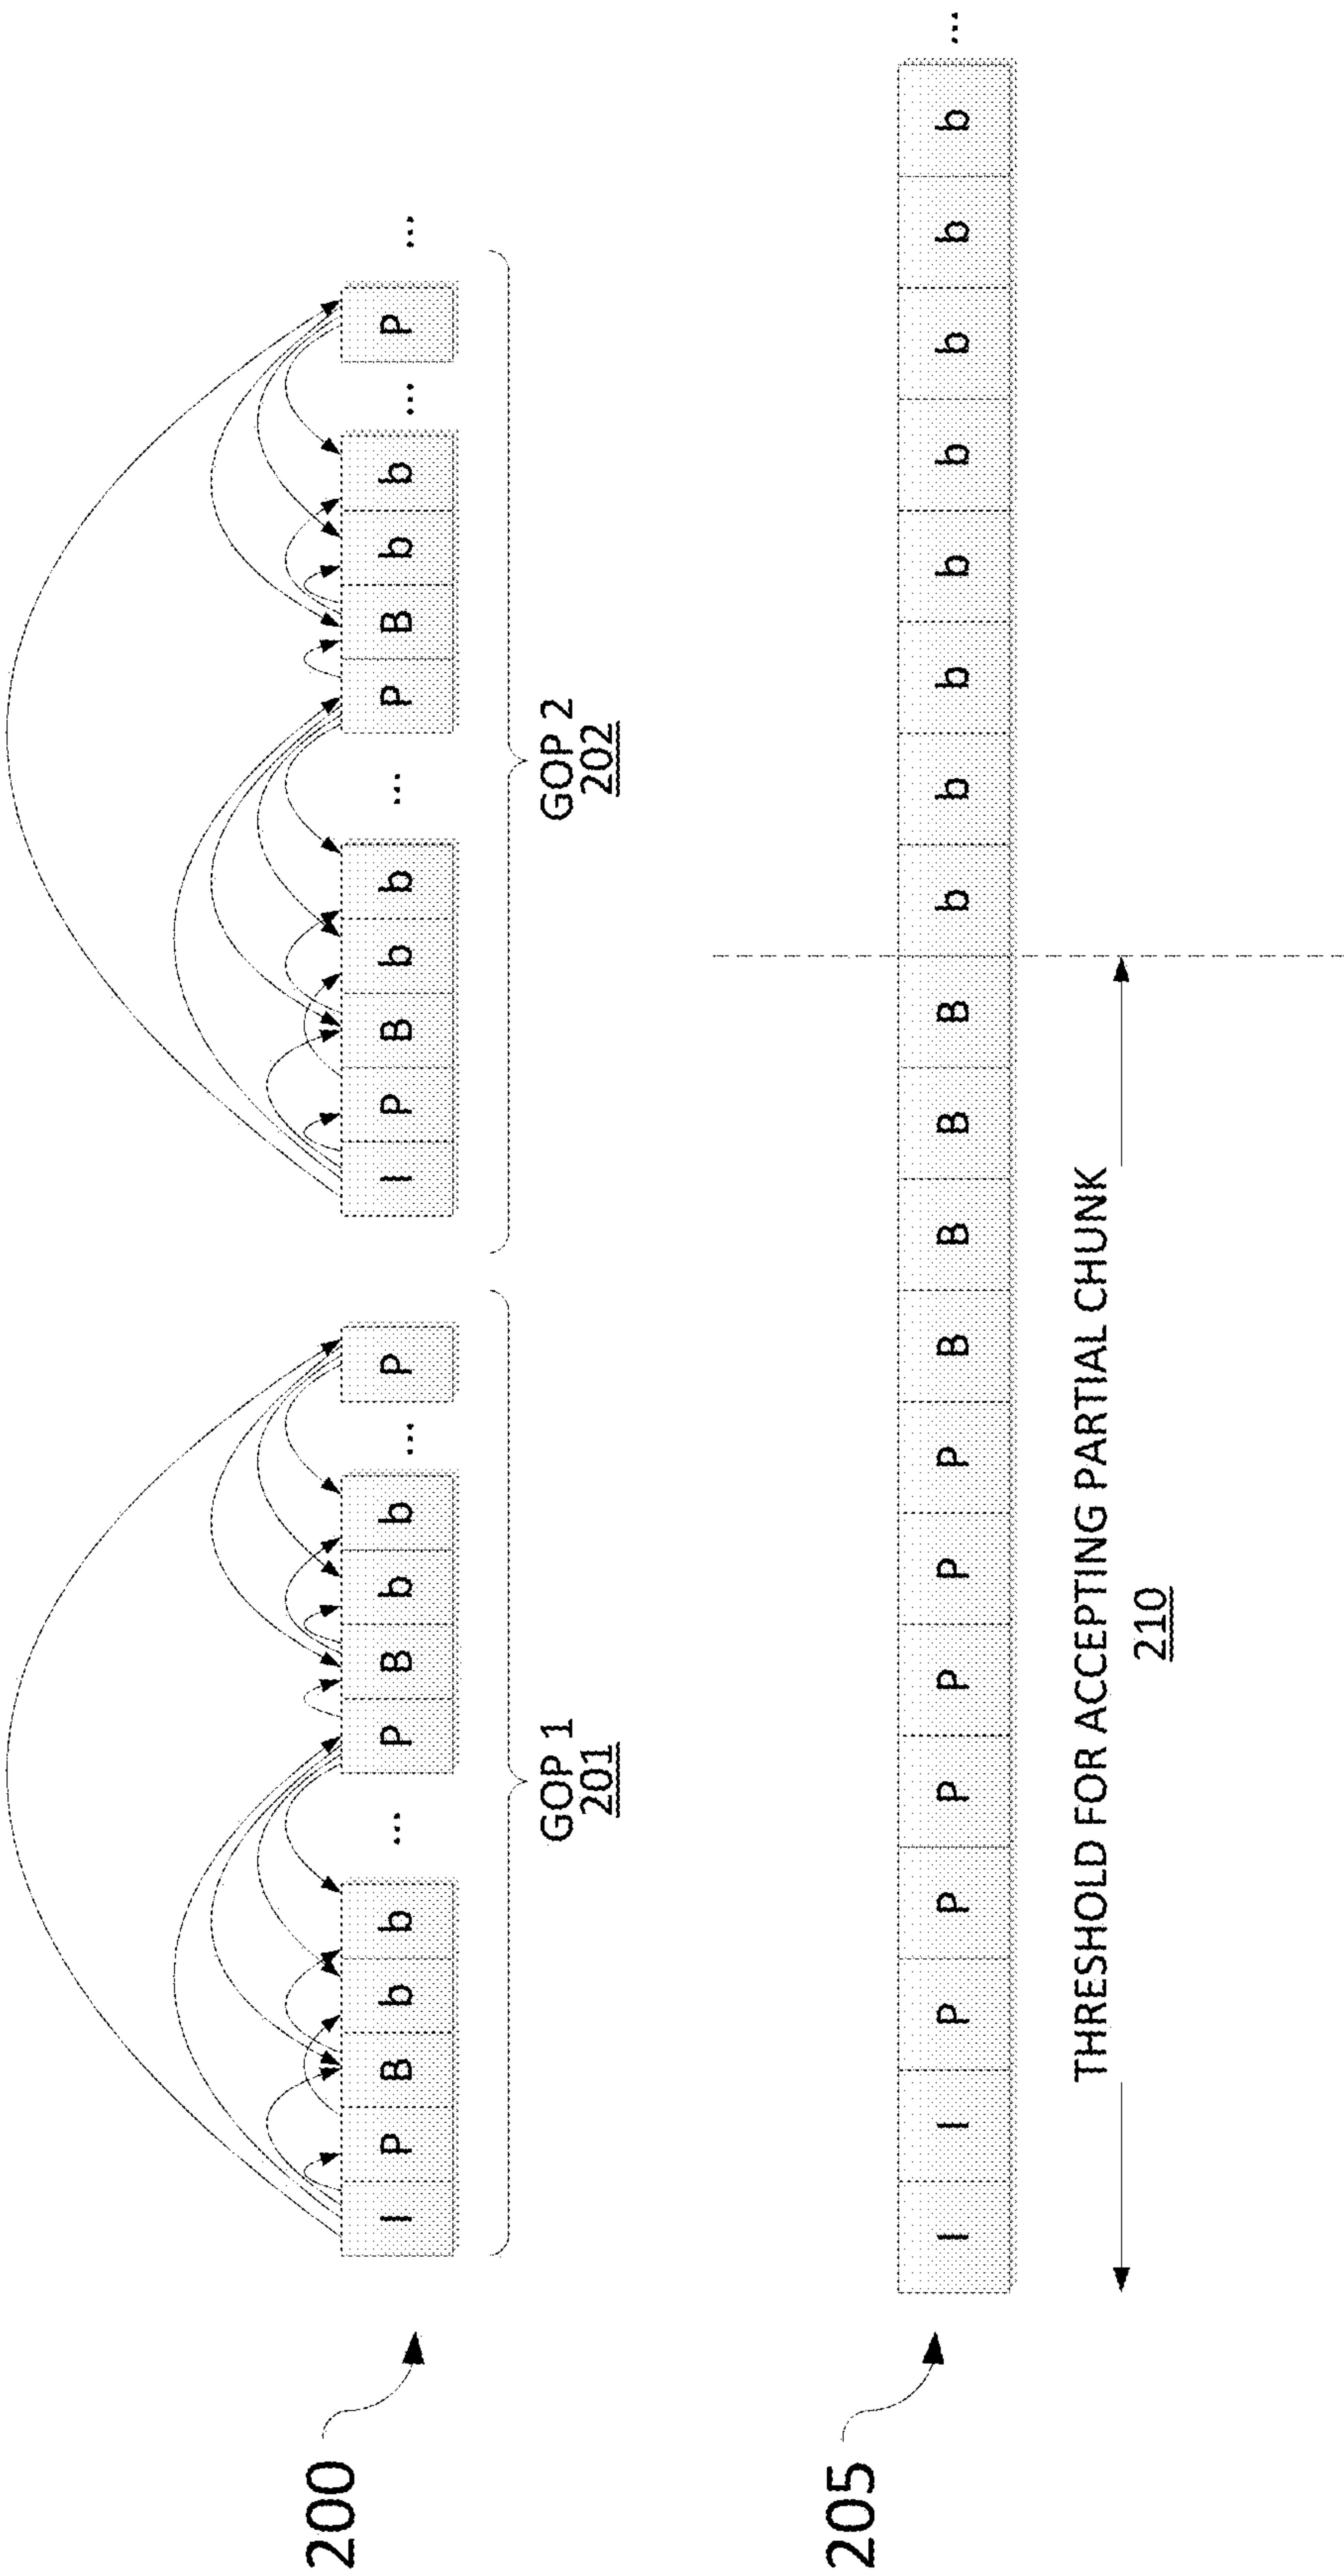 200 I P B b b ... P B b b ... P I P B b b ... P B b b ... P ...
GOP 1 GOP 2
201 202
205 I I P P P P P P B B B B b b b b b b b b ...
THRESHOLD FOR ACCEPTING PARTIAL CHUNK
210